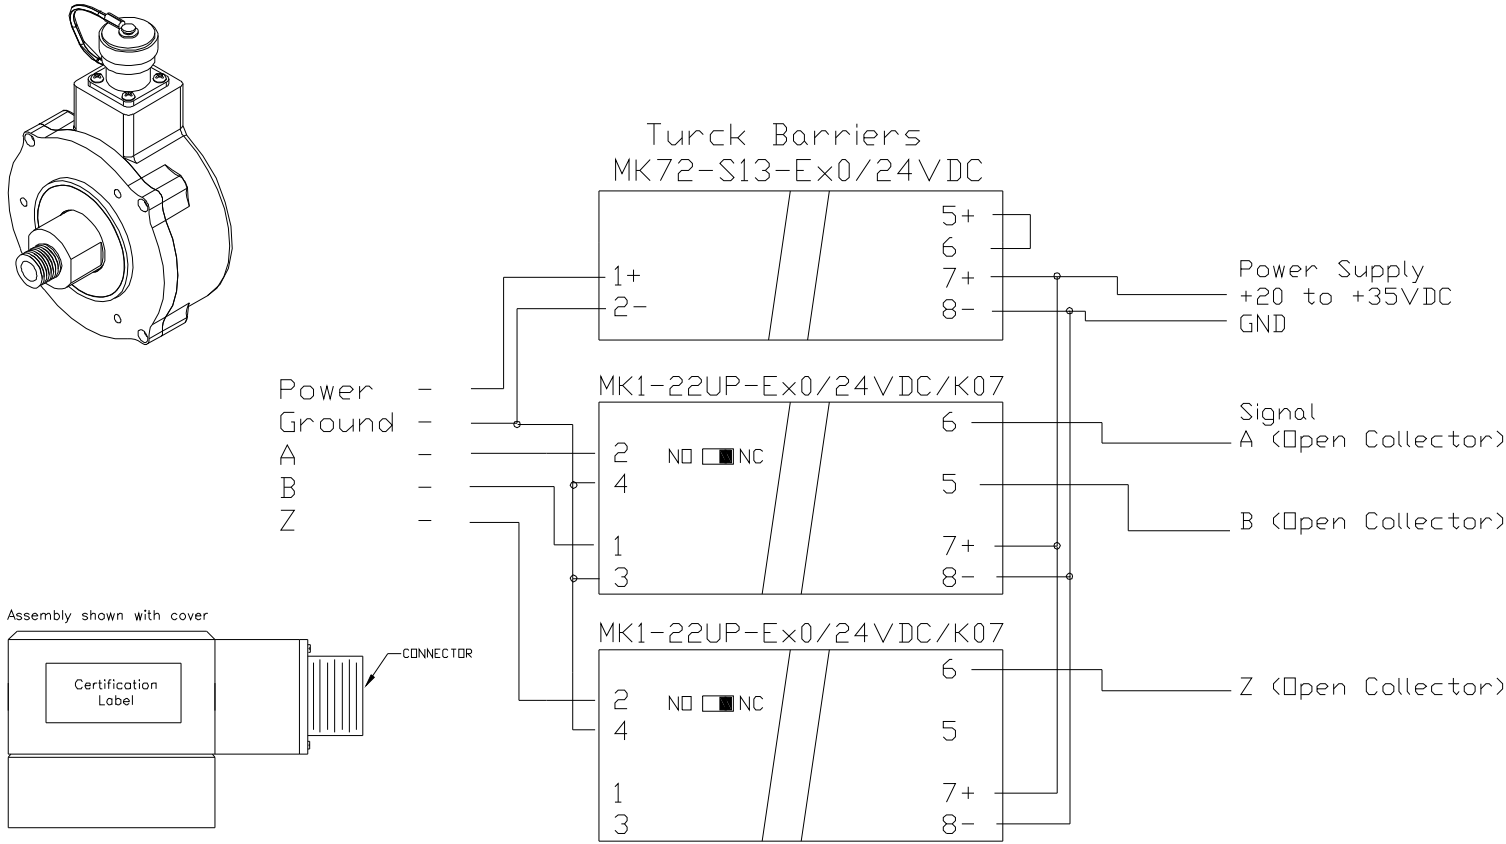 Turck Barriers
MK72-S13-Ex0/24VDC
5+
6
1+
7+
2-
8-
Power Supply
+20 to +35VDC
GND
Power -
Ground -
A -
B -
Z -
MK1-22UP-Ex0/24VDC/K07
6
2
NO NC
4
5
1
7+
3
8-
Signal
A (Open Collector)
B (Open Collector)
MK1-22UP-Ex0/24VDC/K07
6
2
NO NC
4
5
1
7+
3
8-
Z (Open Collector)
Assembly shown with cover
CONNECTOR
Certification
Label